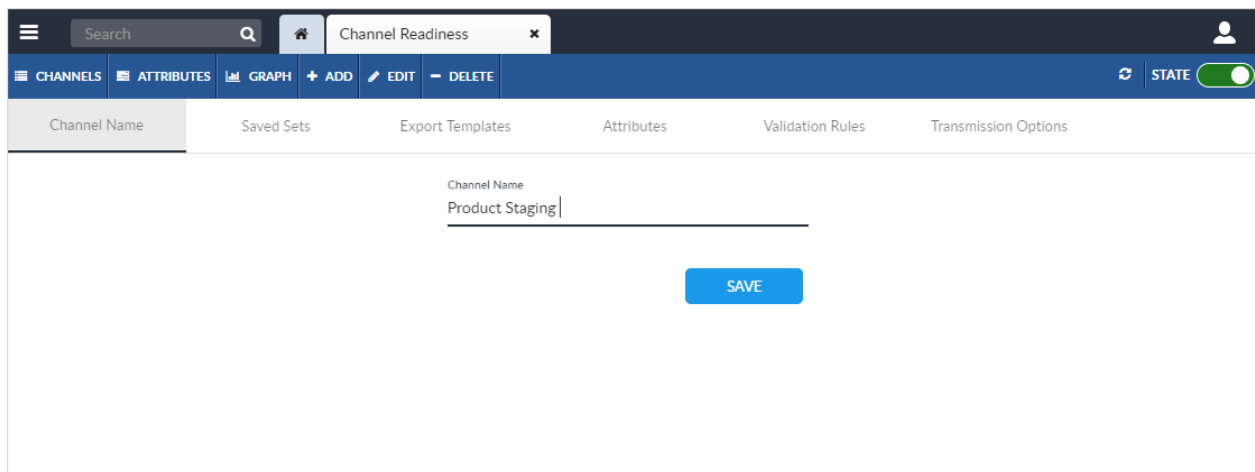 Search
Channel Readiness
CHANNELS ATTRIBUTES GRAPH ADD EDIT DELETE STATE
Channel Name Saved Sets Export Templates Attributes Validation Rules Transmission Options
Channel Name
Product Staging
SAVE